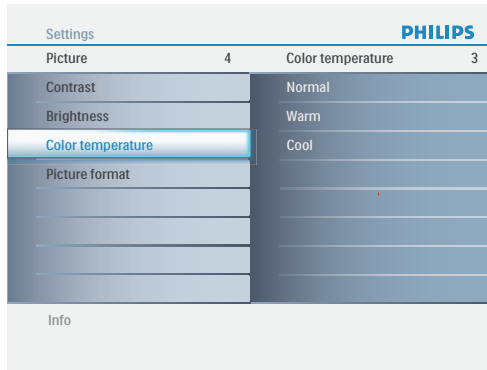 Settings
PHILIPS
Picture 4
Color temperature 3
Contrast
Normal
Brightness
Warm
Color temperature
Cool
Picture format
Info